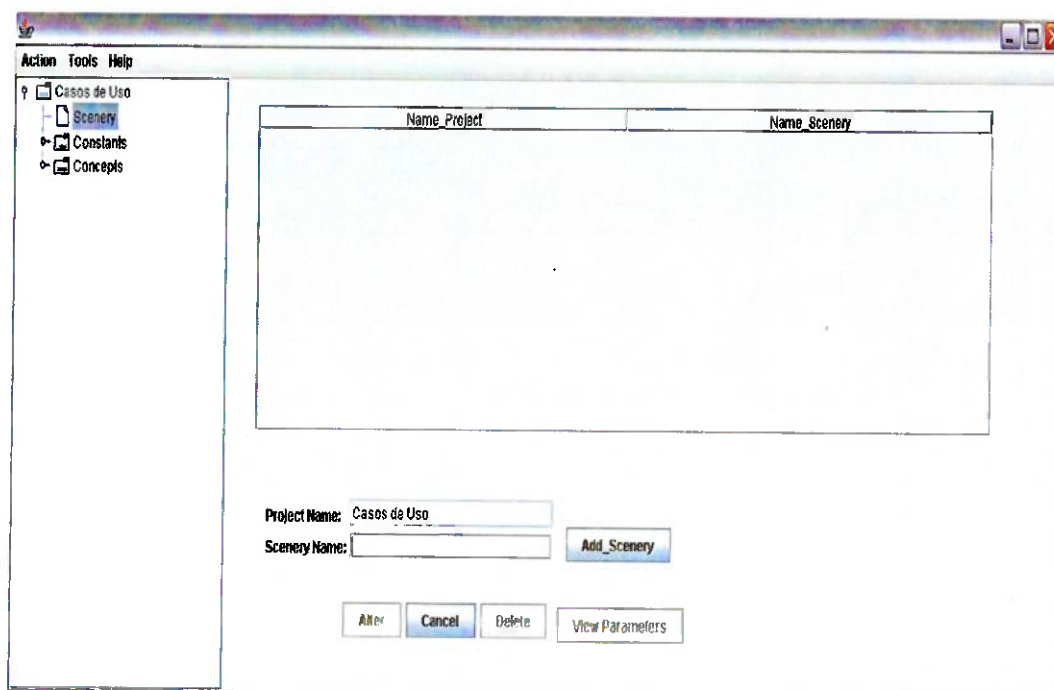 Action Tools Help
Casos de Uso
Scenery
Constants
Concepts
Name_Project Name_Scenery
Project Name: Casos de Uso
Scenery Name:
Add_Scenery
Alter Cancel Delete View Parameters